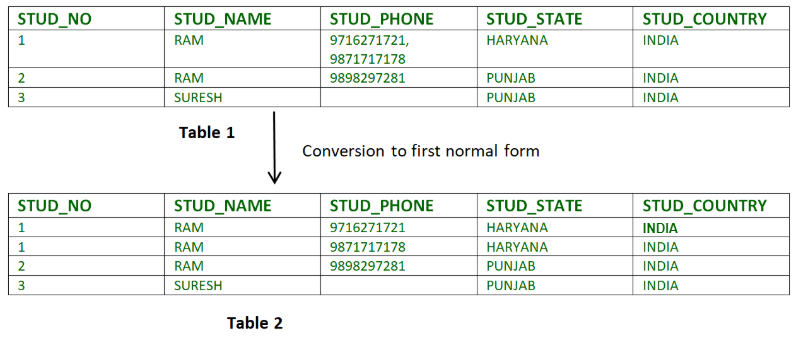 STUD_NO STUD_NAME STUD_PHONE STUD_STATE STUD_COUNTRY
1 RAM 9716271721, HARYANA INDIA
9871717178
2 RAM 9898297281 PUNJAB INDIA
3 SURESH PUNJAB INDIA
Table 1
Conversion to first normal form
STUD_NO STUD_NAME STUD_PHONE STUD_STATE STUD_COUNTRY
1 RAM 9716271721 HARYANA INDIA
1 RAM 9871717178 HARYANA INDIA
2 RAM 9898297281 PUNJAB INDIA
3 SURESH PUNJAB INDIA
Table 2